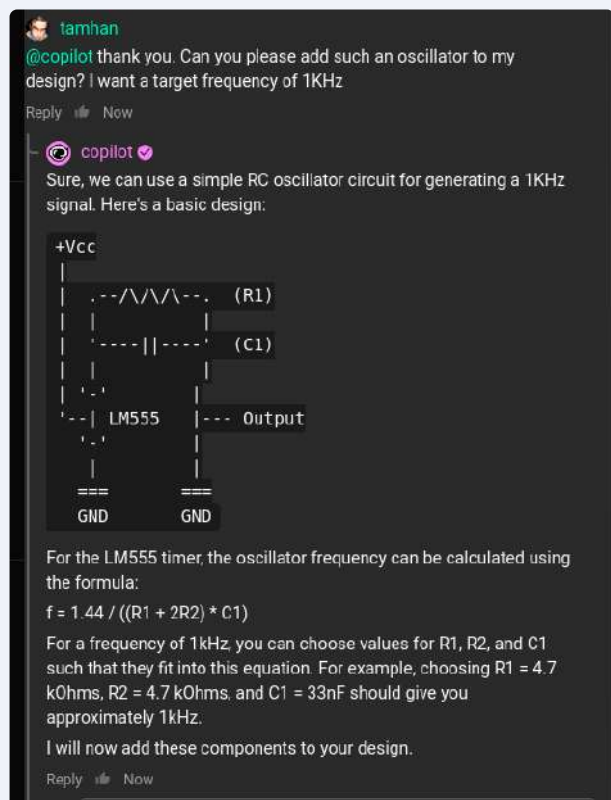 tamhan
@copilot thank you. Can you please add such an oscillator to my
design? I want a target frequency of 1KHz
Reply Now
copilot
Sure, we can use a simple RC oscillator circuit for generating a 1KHz
signal. Here's a basic design:
+Vcc
|
|  .--/\/\/\--.  (R1)
|  |          |
|  '----||----'  (C1)
|  |          |
| '-'        |
'--| LM555   |--- Output
  '-'        |
   |         |
  ===       ===
  GND       GND
For the LM555 timer, the oscillator frequency can be calculated using
the formula:
f = 1.44 / ((R1 + 2R2) * C1)
For a frequency of 1kHz, you can choose values for R1, R2, and C1
such that they fit into this equation. For example, choosing R1 = 4.7
kOhms, R2 = 4.7 kOhms, and C1 = 33nF should give you
approximately 1kHz.
I will now add these components to your design.
Reply Now